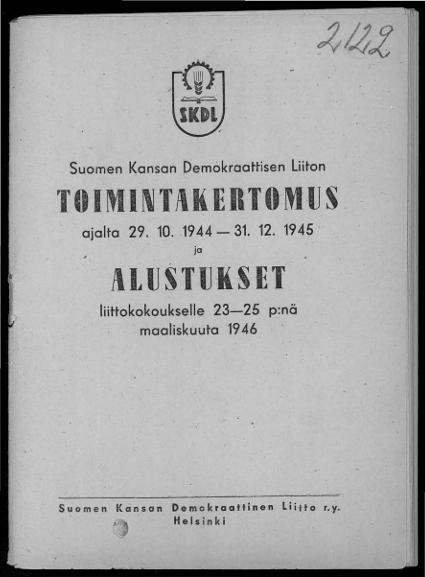 2122
SKDL
Suomen Kansan Demokraattisen Liiton
TOIMINTAKERTOMUS
ajalta 29. 10. 1944 — 31. 12. 1945
ja
ALUSTUKSET
liittokokoukselle 23—25 p:nä
maaliskuuta 1946
Suomen Kansan Demokraattinen Liitto r.y.
Helsinki